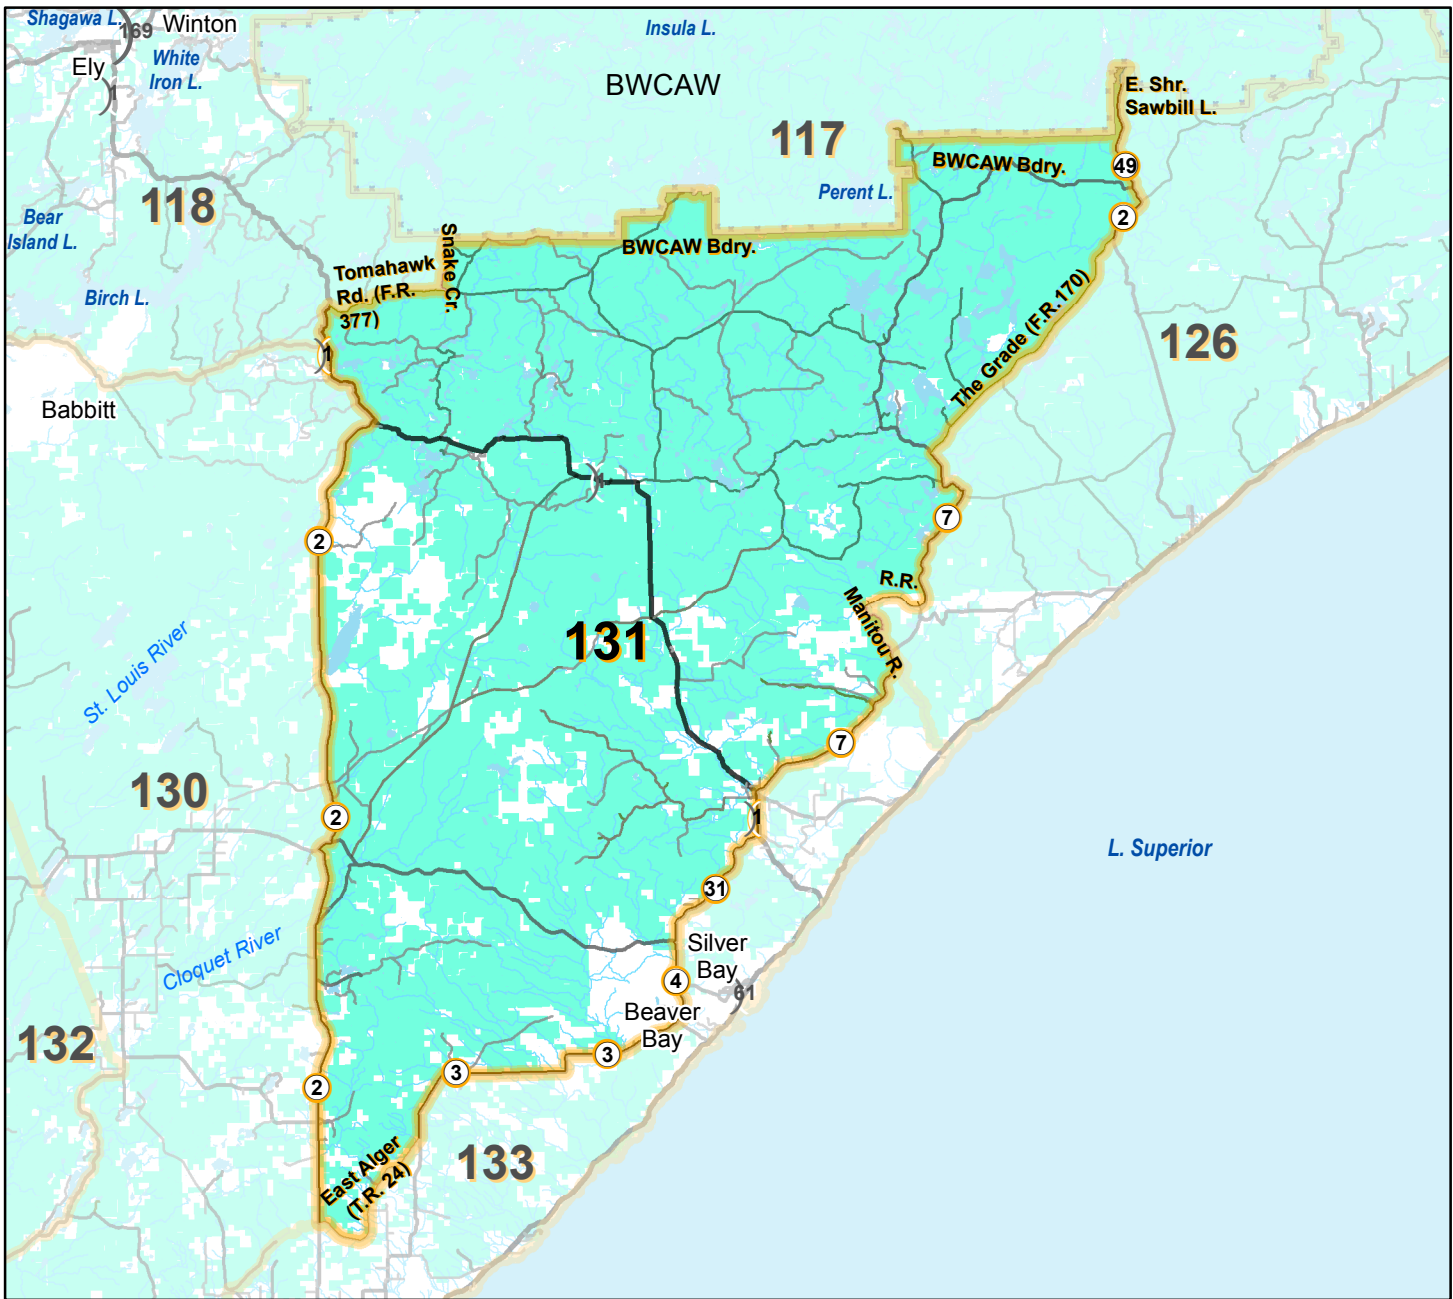 Shagawa L.
169
Winton
Insula L.
White
Iron L.
Ely
1
BWCAW
E. Shr.
Sawbill L.
117
BWCAW Bdry.
49
118
Perent L.
2
Bear
Island L.
Snake Cr.
BWCAW Bdry.
Tomahawk
Rd. (F.R.
377)
Birch L.
The Grade (F.R.170)
126
1
Babbitt
1
2
7
R.R.
Manitou R.
131
St. Louis River
7
130
2
1
L. Superior
31
Cloquet River
Silver
Bay
4
61
Beaver
Bay
132
3
3
2
East Alger
(T.R. 24)
133